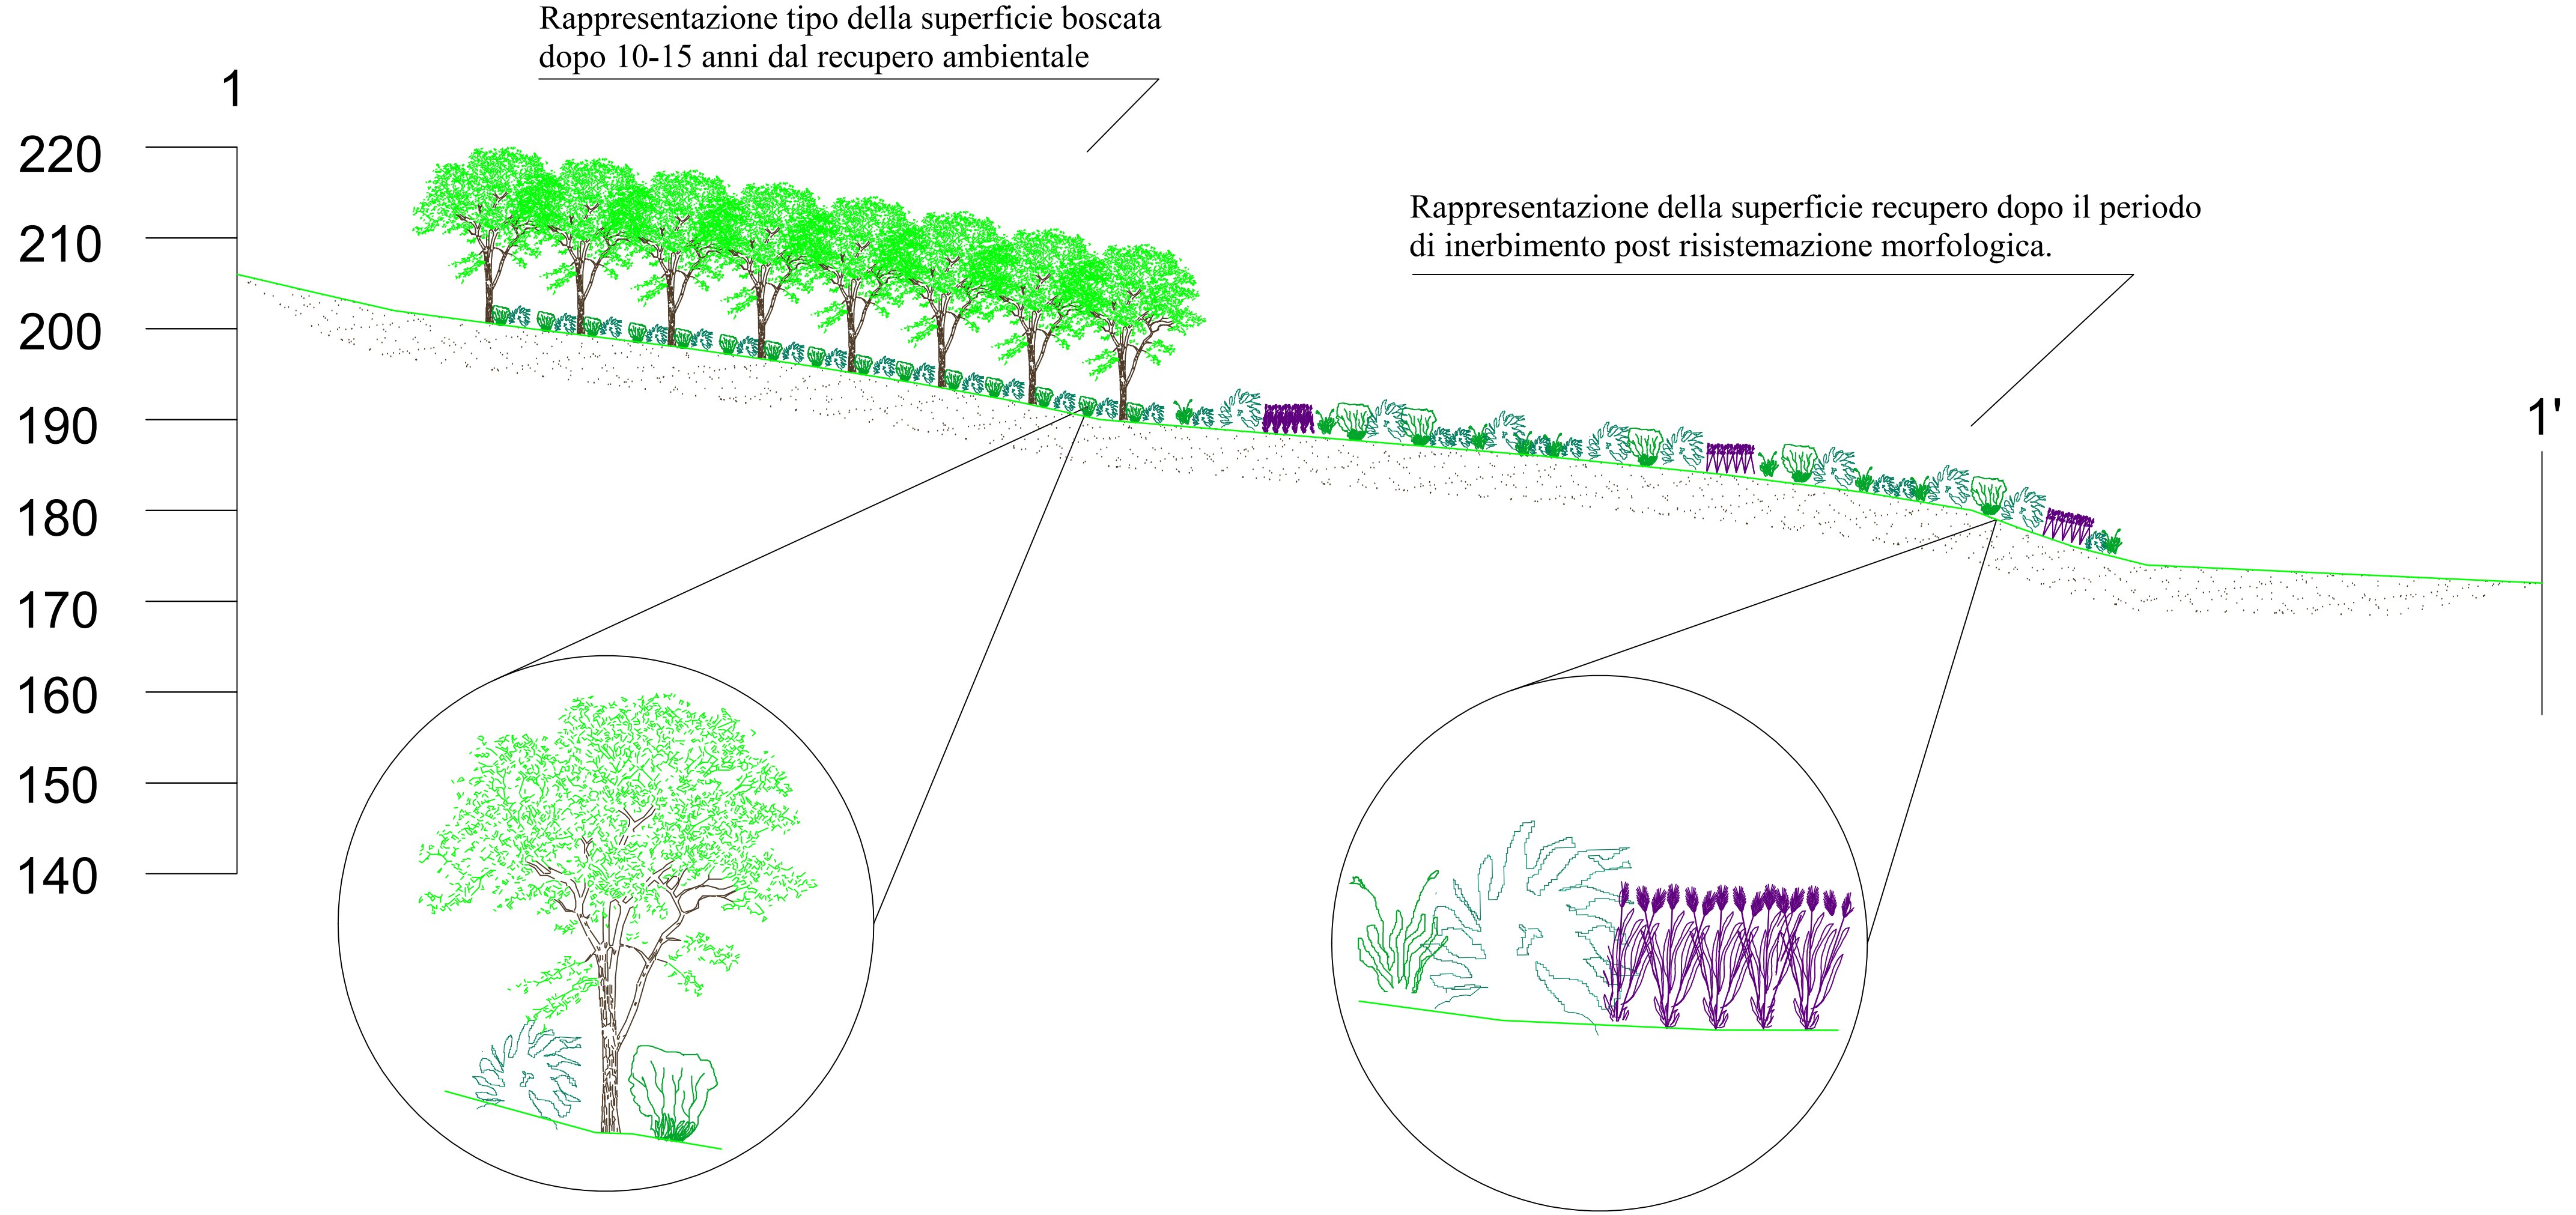 Rappresentazione tipo della superficie boscata
dopo 10-15 anni dal recupero ambientale
1
220
210
200
190
180
170
160
150
140
Rappresentazione della superficie recupero dopo il periodo
di inerbimento post risistemazione morfologica.
1'